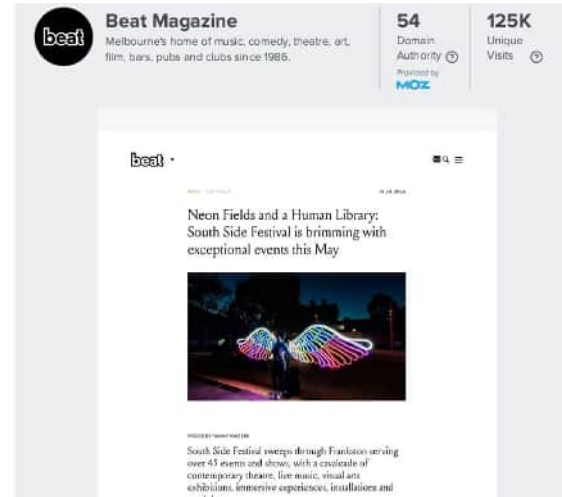 beat
Beat Magazine
Melbourne's home of music, comedy, theatre, art,
film, bars, pubs and clubs since 1986.
54
Domain
Authority ?
Provided by
MOZ
125K
Unique
Visits ?
beat
Neon Fields and a Human Library:
South Side Festival is brimming with
exceptional events this May
South Side Festival sweeps through Frankston serving
over 45 events and shows, with a cavalcade of
contemporary theatre, live music, visual arts
exhibitions, immersive experiences, installations and